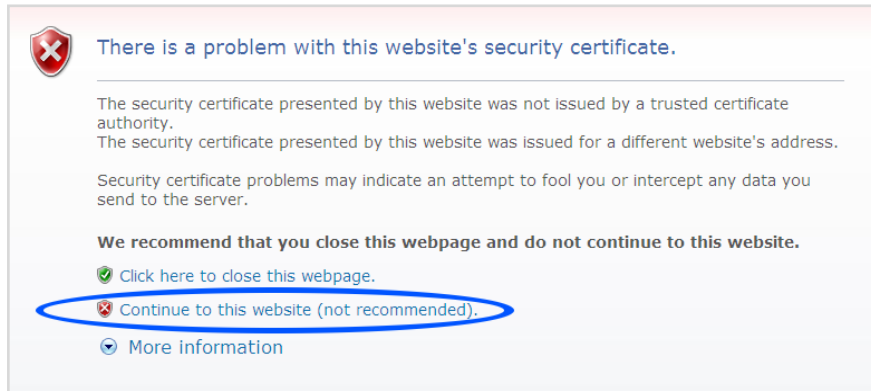 There is a problem with this website's security certificate.
The security certificate presented by this website was not issued by a trusted certificate
authority.
The security certificate presented by this website was issued for a different website's address.
Security certificate problems may indicate an attempt to fool you or intercept any data you
send to the server.
We recommend that you close this webpage and do not continue to this website.
Click here to close this webpage.
Continue to this website (not recommended).
More information